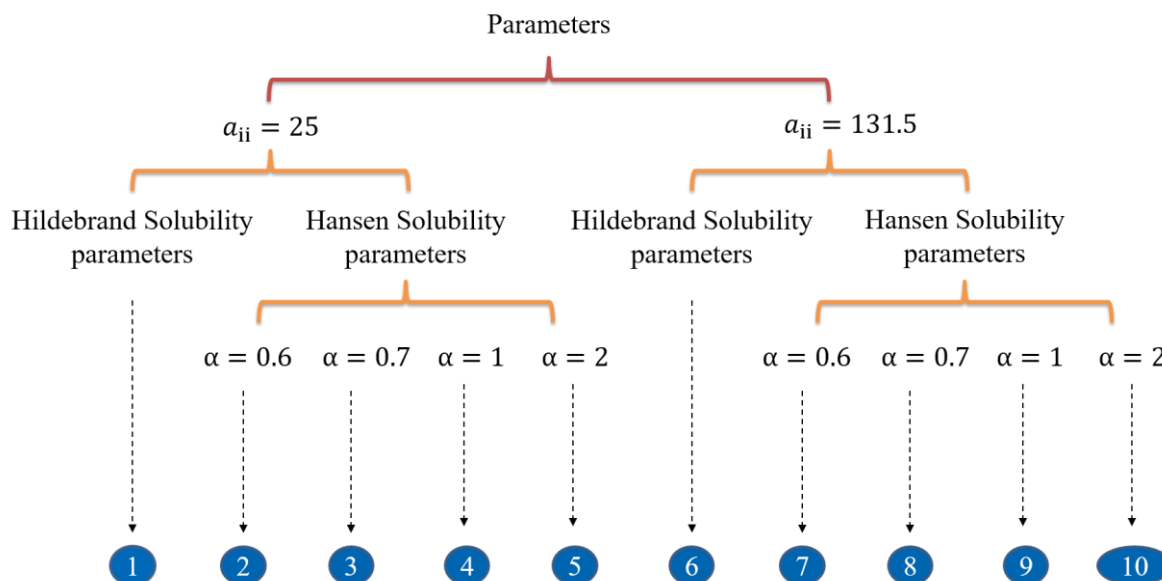 Parameters
a_ii = 25
a_ii = 131.5
Hildebrand Solubility
parameters
Hansen Solubility
parameters
Hildebrand Solubility
parameters
Hansen Solubility
parameters
α = 0.6
α = 0.7
α = 1
α = 2
α = 0.6
α = 0.7
α = 1
α = 2
1
2
3
4
5
6
7
8
9
10